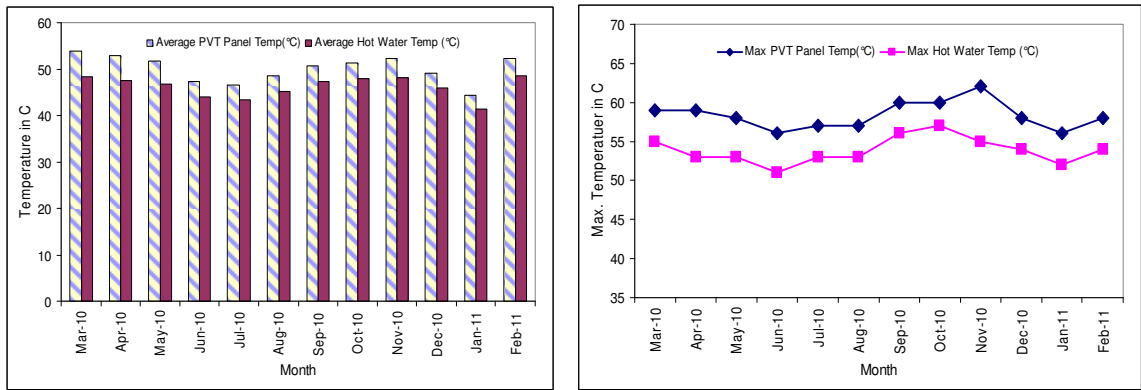 60
50
40
30
20
10
0
Temperature in C
Average PVT Panel Temp(°C) Average Hot Water Temp (°C)
Mar-10 Apr-10 May-10 Jun-10 Jul-10 Aug-10 Sep-10 Oct-10 Nov-10 Dec-10 Jan-11 Feb-11
Month
70
65
60
55
50
45
40
35
Max. Temperatuer in C
Max PVT Panel Temp(°C) Max Hot Water Temp (°C)
Mar-10 Apr-10 May-10 Jun-10 Jul-10 Aug-10 Sep-10 Oct-10 Nov-10 Dec-10 Jan-11 Feb-11
Month